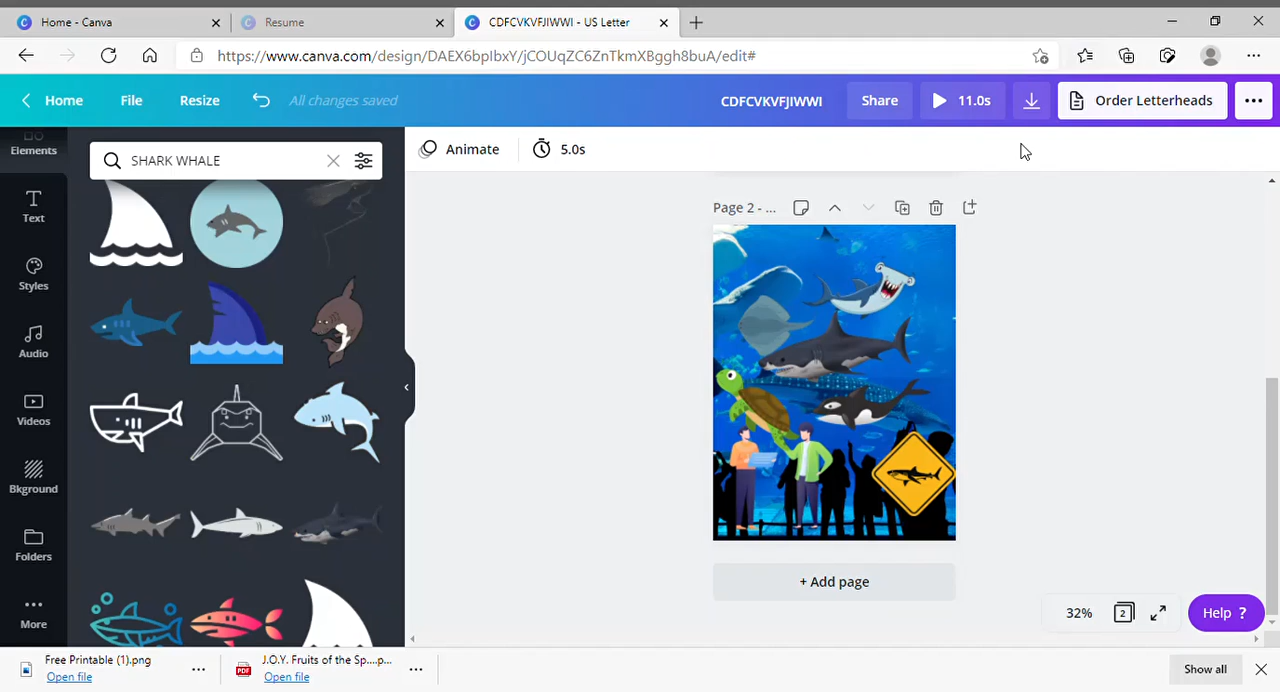 Home - Canva
Resume
CDFCVKVFJIWWI - US Letter
https://www.canva.com/design/DAEX6bpIbxY/jCOUqZC6ZnTkmXBggh8buA/edit#
Home
File
Resize
All changes saved
CDFCVKVFJIWWI
Share
11.0s
Order Letterheads
Elements
SHARK WHALE
Animate
5.0s
Text
Page 2 - ...
Styles
Audio
Videos
Bkground
Folders
More
+ Add page
32%
2
Help ?
Free Printable (1).png
Open file
J.O.Y. Fruits of the Sp....p...
Open file
PDF
Show all